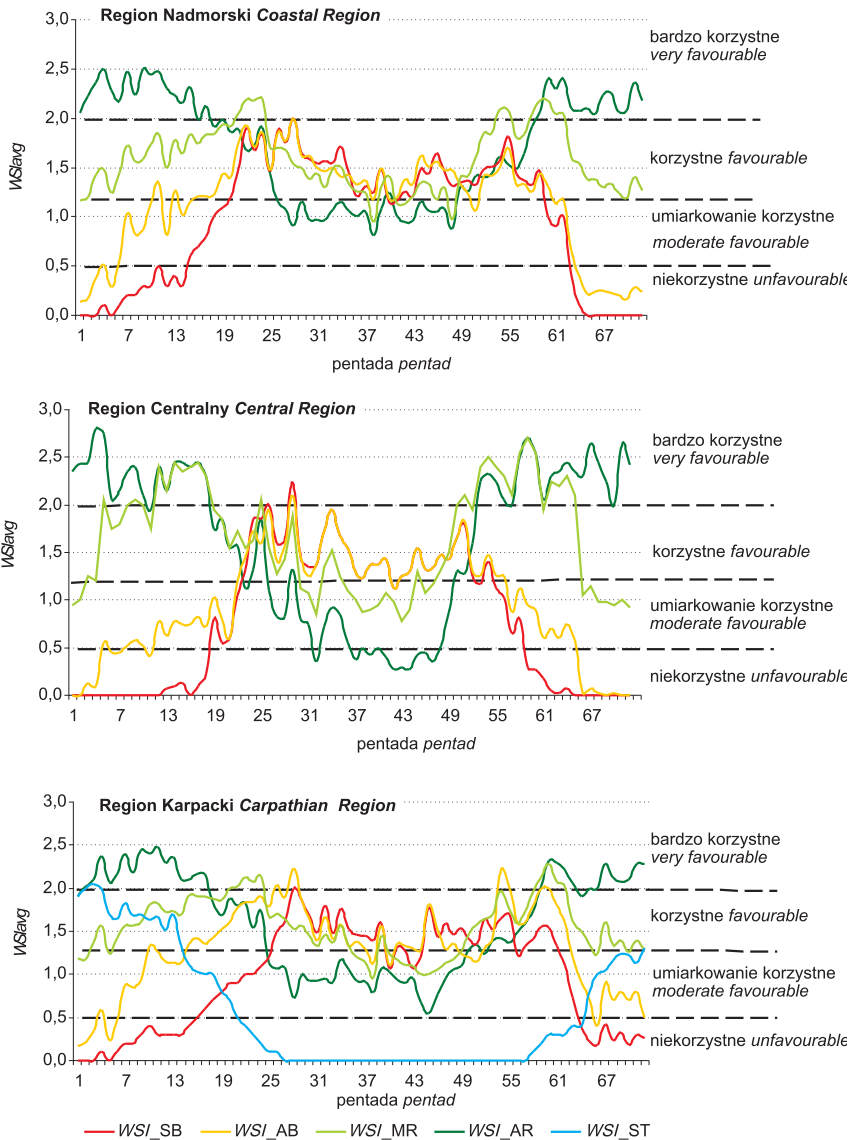 Region Nadmorski Coastal Region
3,0
2,5
2,0
1,5
1,0
0,5
0,0
WSIavg
bardzo korzystne
very favourable
korzystne favourable
umiarkowanie korzystne
moderate favourable
niekorzystne unfavourable
1 7 13 19 25 31 37 43 49 55 61 67
pentada pentad
Region Centralny Central Region
3,0
2,5
2,0
1,5
1,0
0,5
0,0
WSIavg
bardzo korzystne
very favourable
korzystne favourable
umiarkowanie korzystne
moderate favourable
niekorzystne unfavourable
1 7 13 19 25 31 37 43 49 55 61 67
pentada pentad
Region Karpacki Carpathian Region
3,0
2,5
2,0
1,5
1,0
0,5
0,0
WSIavg
bardzo korzystne
very favourable
korzystne favourable
umiarkowanie korzystne
moderate favourable
niekorzystne unfavourable
1 7 13 19 25 31 37 43 49 55 61 67
pentada pentad
WSI_SB WSI_AB WSI_MR WSI_AR WSI_ST